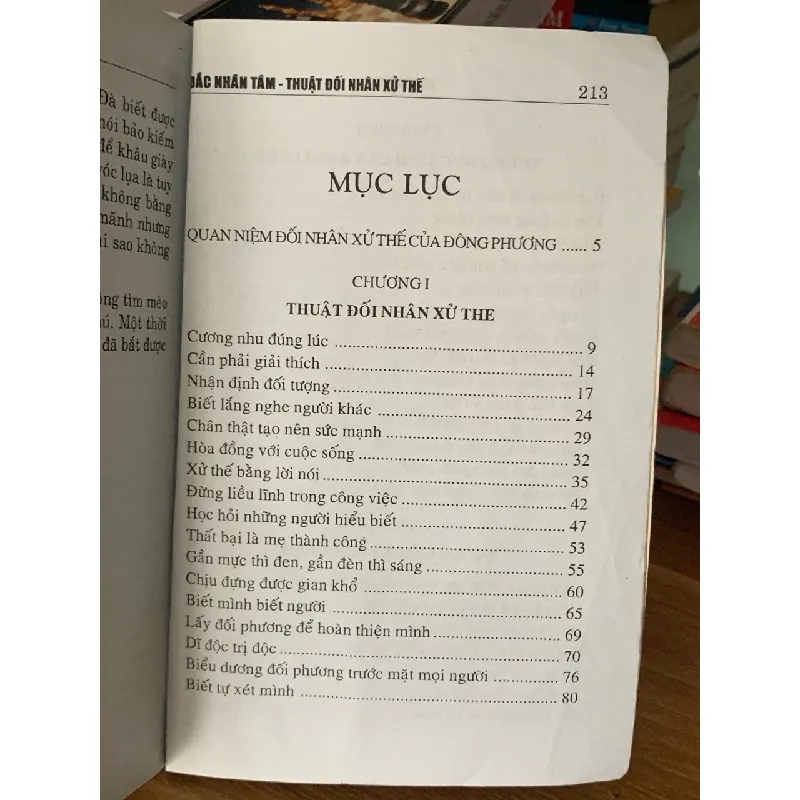 Đà biết được
nói bảo kiếm
để khâu giày
vóc lụa là tuy
không bằng
mãnh nhưng
ại sao không
ông tìm mèo
ú. Một thời
đã bắt được
BẮC NHÂN TÂM - THUẬT ĐỐI NHÂN XỬ THẾ 213
MỤC LỤC
QUAN NIỆM ĐỐI NHÂN XỬ THẾ CỦA ĐÔNG PHƯƠNG ...... 5
CHƯƠNG I
THUẬT ĐỐI NHÂN XỬ THE
Cương nhu đúng lúc ........ 9
Cần phải giải thích ........ 14
Nhận định đối tượng ........ 17
Biết lắng nghe người khác ........ 24
Chân thật tạo nên sức mạnh ........ 29
Hòa đồng với cuộc sống ........ 32
Xử thế bằng lời nói ........ 35
Đừng liều lĩnh trong công việc ........ 42
Học hỏi những người hiểu biết ........ 47
Thất bại là mẹ thành công ........ 53
Gần mực thì đen, gần đèn thì sáng ........ 55
Chịu đựng được gian khổ ........ 60
Biết mình biết người ........ 65
Lấy đối phương để hoàn thiện mình ........ 69
Dĩ độc trị độc ........ 70
Biểu dương đối phương trước mặt mọi người ........ 76
Biết tự xét mình ........ 80